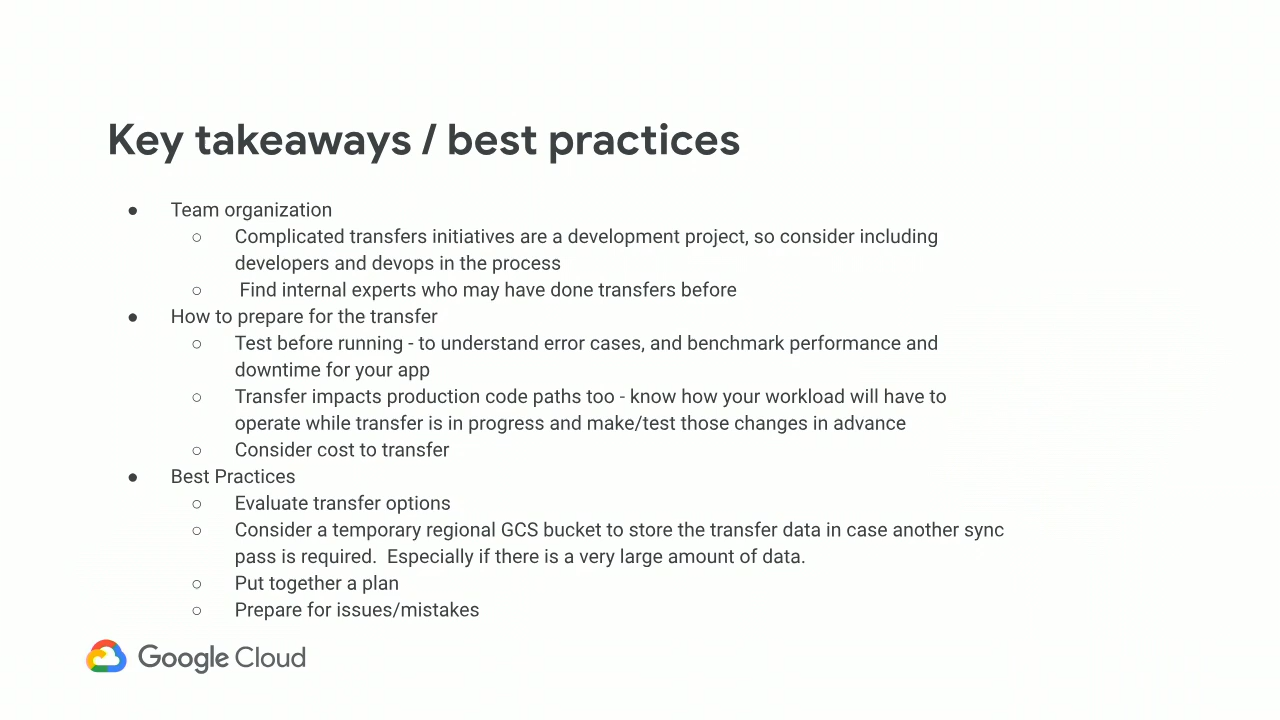 Key takeaways / best practices
● Team organization
○ Complicated transfers initiatives are a development project, so consider including
developers and devops in the process
○ Find internal experts who may have done transfers before
● How to prepare for the transfer
○ Test before running - to understand error cases, and benchmark performance and
downtime for your app
○ Transfer impacts production code paths too - know how your workload will have to
operate while transfer is in progress and make/test those changes in advance
○ Consider cost to transfer
● Best Practices
○ Evaluate transfer options
○ Consider a temporary regional GCS bucket to store the transfer data in case another sync
pass is required.  Especially if there is a very large amount of data.
○ Put together a plan
○ Prepare for issues/mistakes
Google Cloud